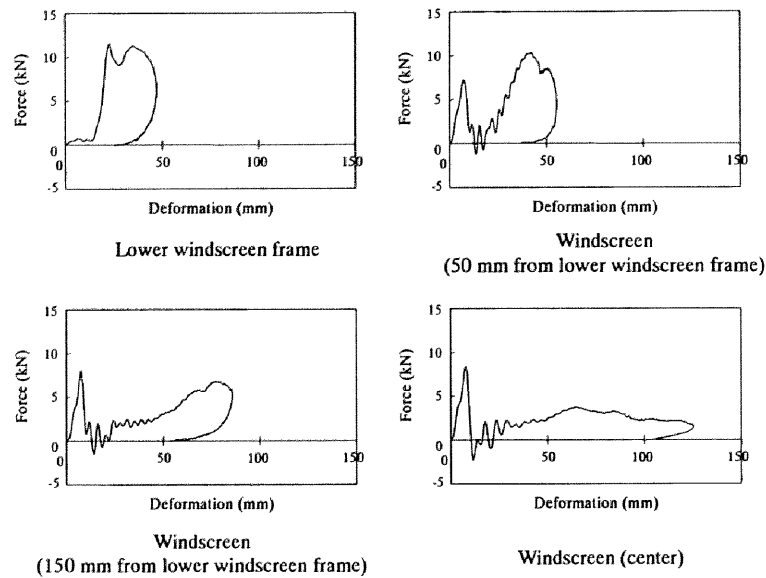 15
10
5
0
0
-5
50
100
150
Force (kN)
Deformation (mm)
Lower windscreen frame
15
10
5
0
0
-5
50
100
150
Force (kN)
Deformation (mm)
Windscreen
(50 mm from lower windscreen frame)
15
10
5
0
0
-5
50
100
150
Force (kN)
Deformation (mm)
Windscreen
(150 mm from lower windscreen frame)
15
10
5
0
0
-5
50
100
150
Force (kN)
Deformation (mm)
Windscreen (center)